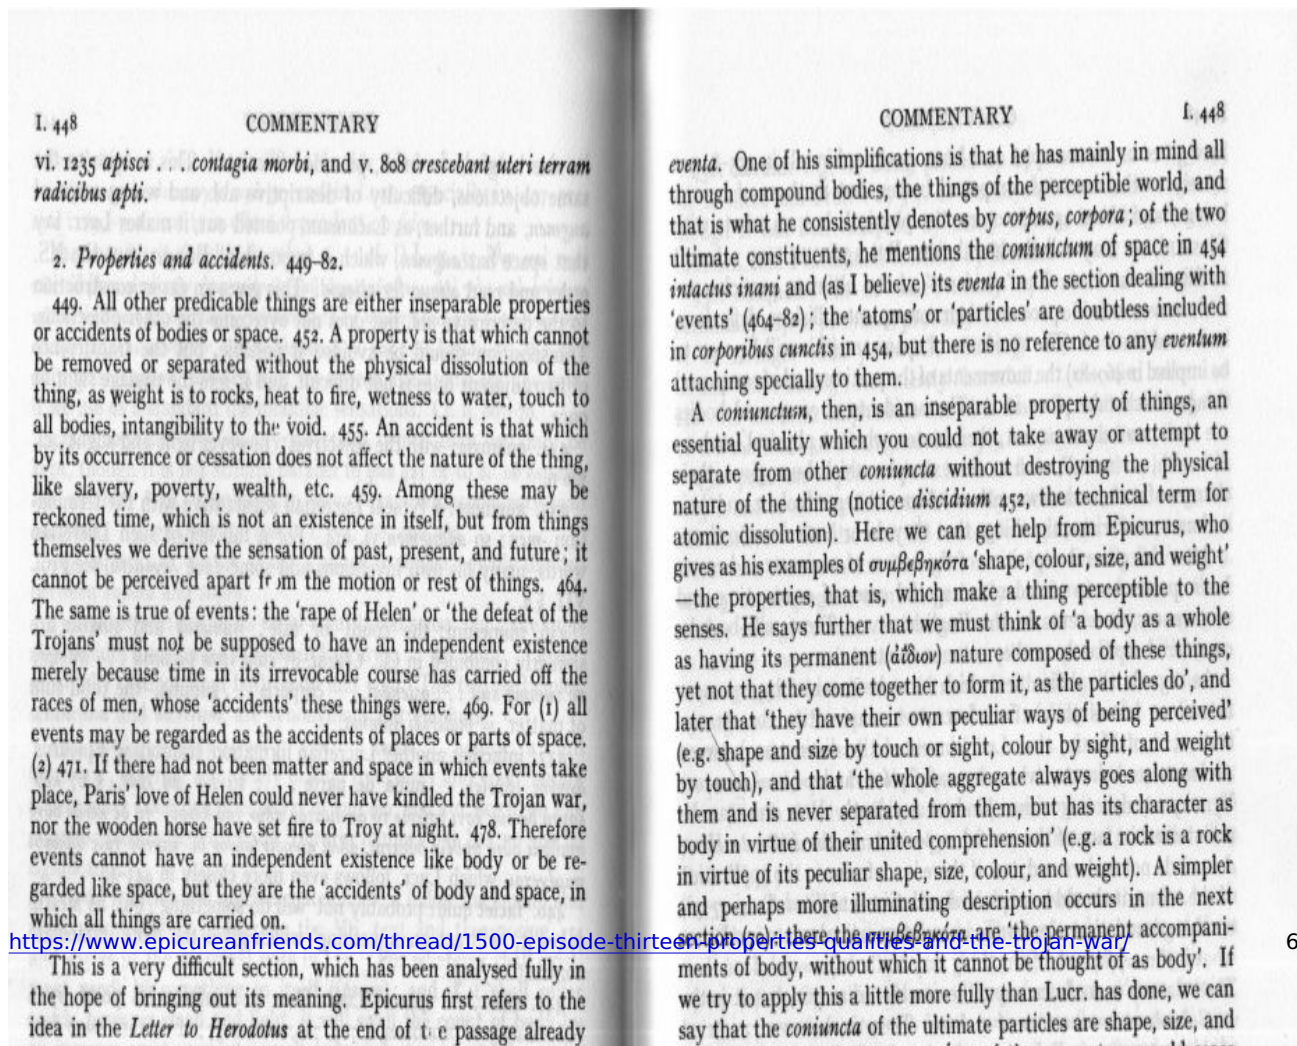 I. 448 COMMENTARY
vi. 1235 apisci . . . contagia morbi, and v. 808 crescebant uteri terram
radicibus apti.
2. Properties and accidents. 449–82.
449. All other predicable things are either inseparable properties
or accidents of bodies or space. 452. A property is that which cannot
be removed or separated without the physical dissolution of the
thing, as weight is to rocks, heat to fire, wetness to water, touch to
all bodies, intangibility to the void. 455. An accident is that which
by its occurrence or cessation does not affect the nature of the thing,
like slavery, poverty, wealth, etc. 459. Among these may be
reckoned time, which is not an existence in itself, but from things
themselves we derive the sensation of past, present, and future; it
cannot be perceived apart from the motion or rest of things. 464.
The same is true of events: the 'rape of Helen' or 'the defeat of the
Trojans' must not be supposed to have an independent existence
merely because time in its irrevocable course has carried off the
races of men, whose 'accidents' these things were. 469. For (1) all
events may be regarded as the accidents of places or parts of space.
(2) 471. If there had not been matter and space in which events take
place, Paris' love of Helen could never have kindled the Trojan war,
nor the wooden horse have set fire to Troy at night. 478. Therefore
events cannot have an independent existence like body or be re-
garded like space, but they are the 'accidents' of body and space, in
which all things are carried on.
This is a very difficult section, which has been analysed fully in
the hope of bringing out its meaning. Epicurus first refers to the
idea in the Letter to Herodotus at the end of the passage already
COMMENTARY I. 448
eventa. One of his simplifications is that he has mainly in mind all
through compound bodies, the things of the perceptible world, and
that is what he consistently denotes by corpus, corpora; of the two
ultimate constituents, he mentions the coniunctum of space in 454
intactus inani and (as I believe) its eventa in the section dealing with
'events' (464–82); the 'atoms' or 'particles' are doubtless included
in corporibus cunctis in 454, but there is no reference to any eventum
attaching specially to them.
A coniunctum, then, is an inseparable property of things, an
essential quality which you could not take away or attempt to
separate from other coniuncta without destroying the physical
nature of the thing (notice discidium 452, the technical term for
atomic dissolution). Here we can get help from Epicurus, who
gives as his examples of συμβεβηκότα 'shape, colour, size, and weight'
—the properties, that is, which make a thing perceptible to the
senses. He says further that we must think of 'a body as a whole
as having its permanent (ἀΐδιον) nature composed of these things,
yet not that they come together to form it, as the particles do', and
later that 'they have their own peculiar ways of being perceived'
(e.g. shape and size by touch or sight, colour by sight, and weight
by touch), and that 'the whole aggregate always goes along with
them and is never separated from them, but has its character as
body in virtue of their united comprehension' (e.g. a rock is a rock
in virtue of its peculiar shape, size, colour, and weight). A simpler
and perhaps more illuminating description occurs in the next
section there the συμβεβηκότα are 'the permanent accompani-
ments of body, without which it cannot be thought of as body'. If
we try to apply this a little more fully than Lucr. has done, we can
say that the coniuncta of the ultimate particles are shape, size, and
https://www.epicureanfriends.com/thread/1500-episode-thirteen-properties-qualities-and-the-trojan-war/ 6